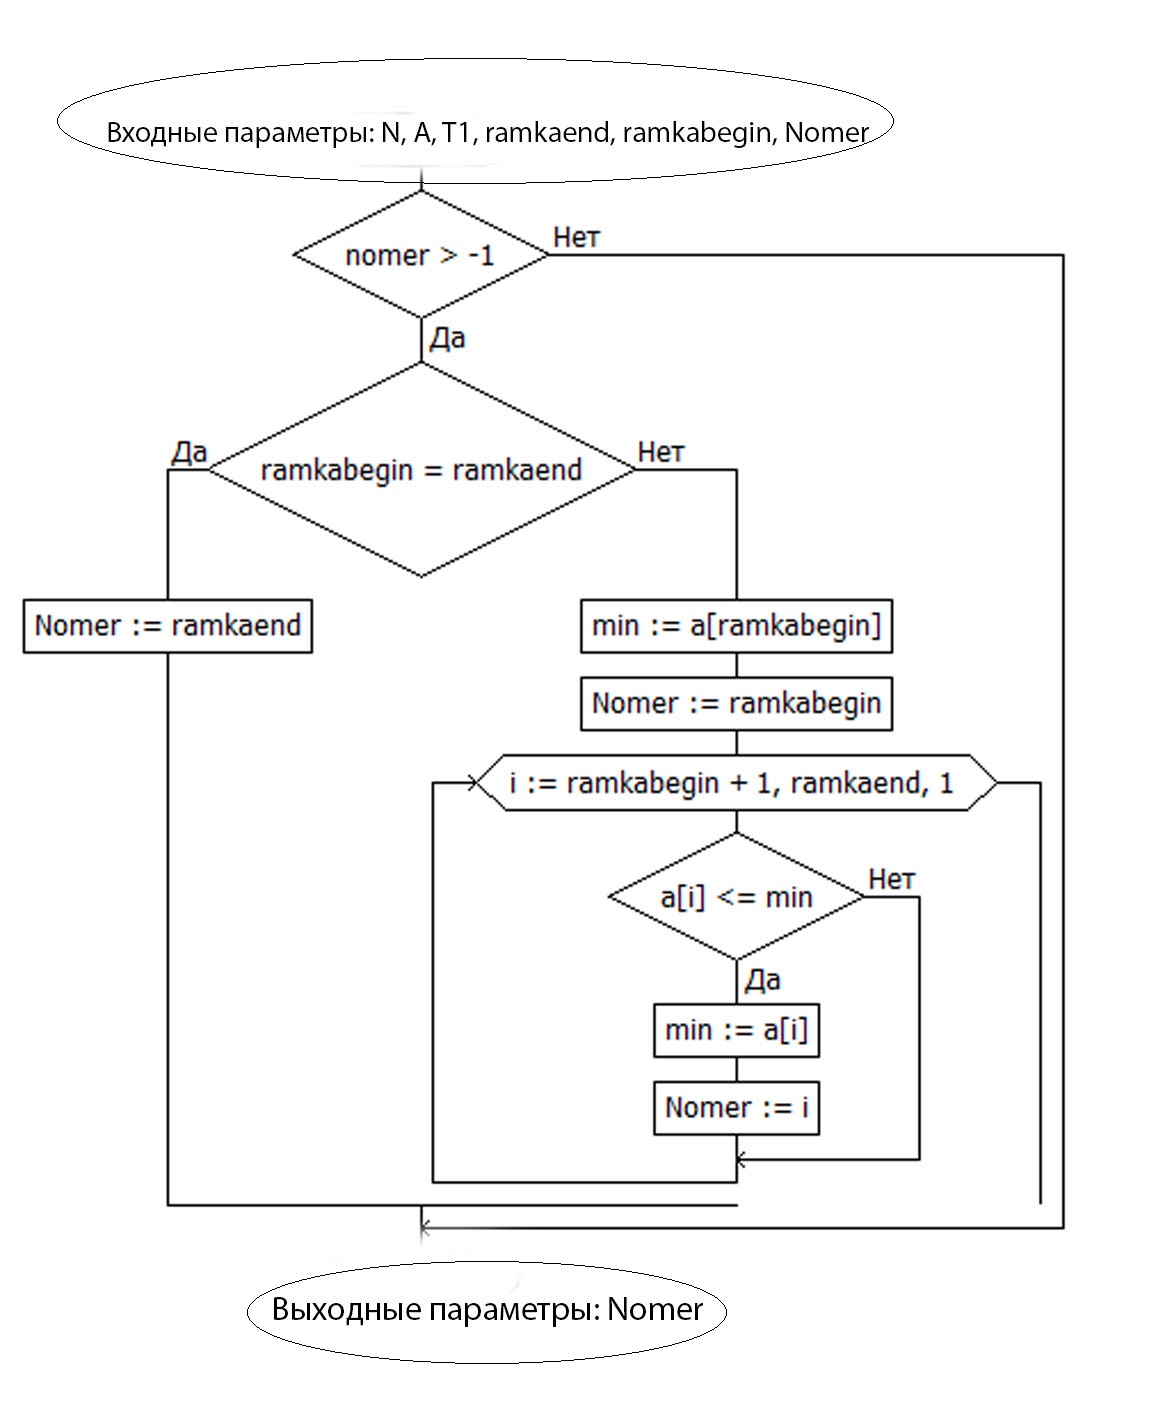 Входные параметры: N, A, T1, ramkaend, ramkabegin, Nomer
Нет
nomer > -1
Да
Да
Нет
ramkabegin = ramkaend
Nomer := ramkaend
min := a[ramkabegin]
Nomer := ramkabegin
i := ramkabegin + 1, ramkaend, 1
Нет
a[i] <= min
Да
min := a[i]
Nomer := i
Выходные параметры: Nomer